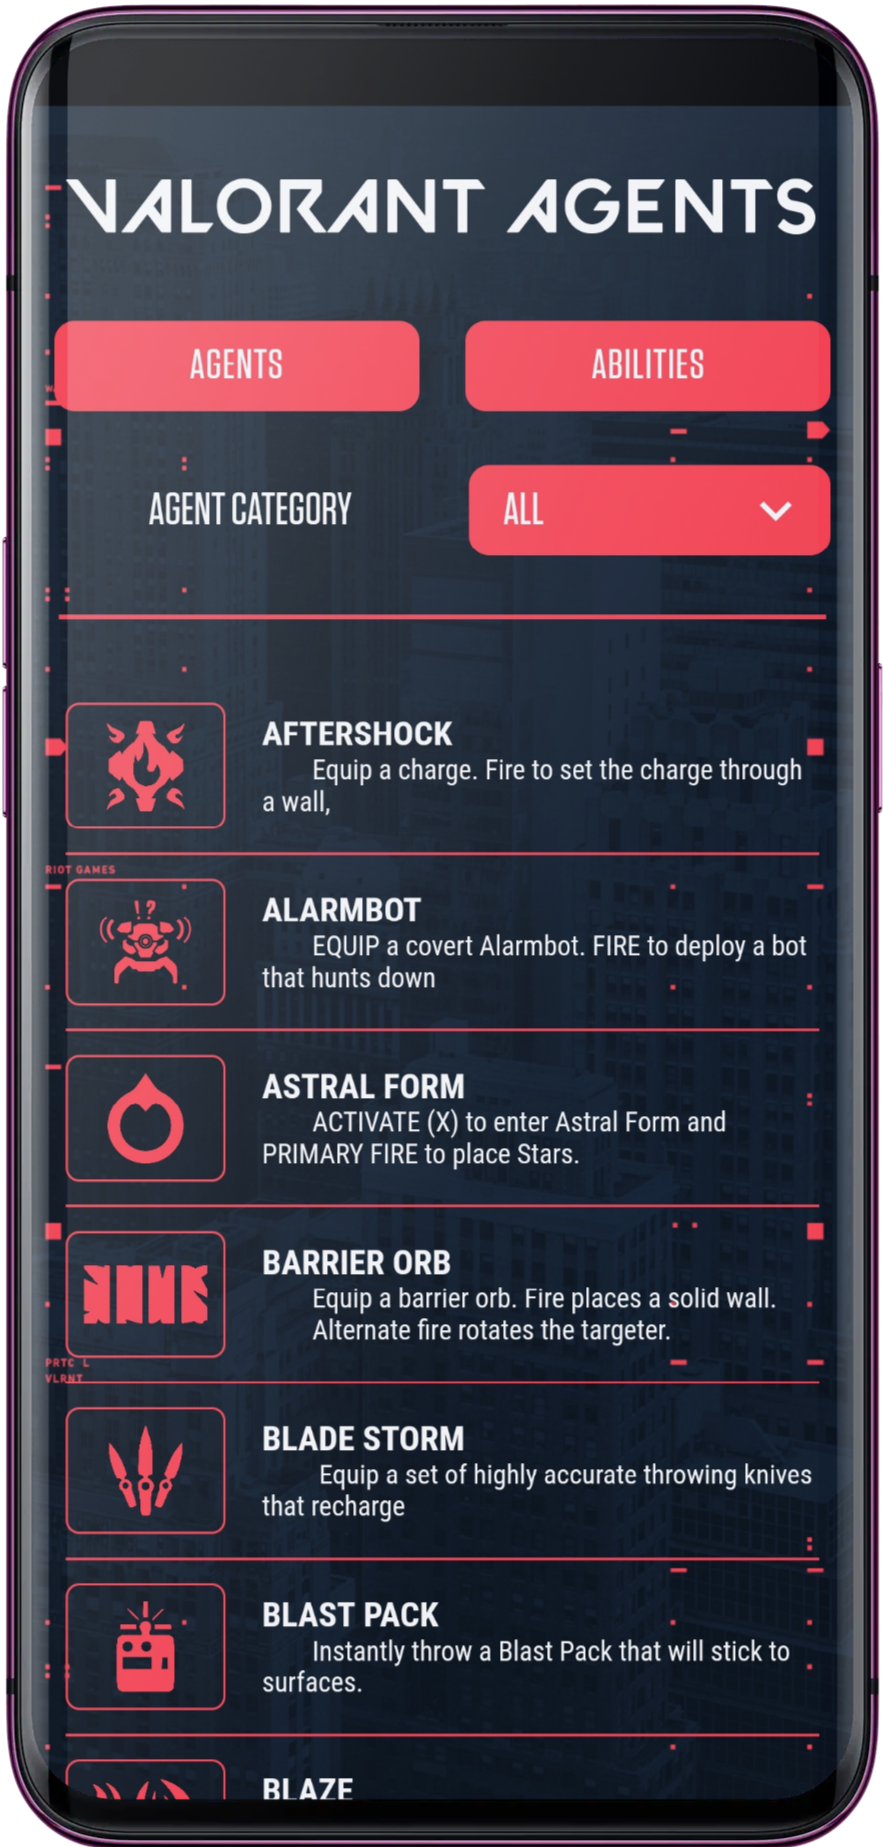 VALORANT AGENTS
AGENTS
ABILITIES
AGENT CATEGORY
ALL
AFTERSHOCK
Equip a charge. Fire to set the charge through
a wall,
RIOT GAMES
ALARMBOT
EQUIP a covert Alarmbot. FIRE to deploy a bot
that hunts down
ASTRAL FORM
ACTIVATE (X) to enter Astral Form and
PRIMARY FIRE to place Stars.
BARRIER ORB
Equip a barrier orb. Fire places a solid wall.
Alternate fire rotates the targeter.
PRTC L
VLRNT
BLADE STORM
Equip a set of highly accurate throwing knives
that recharge
BLAST PACK
Instantly throw a Blast Pack that will stick to
surfaces.
BLAZE